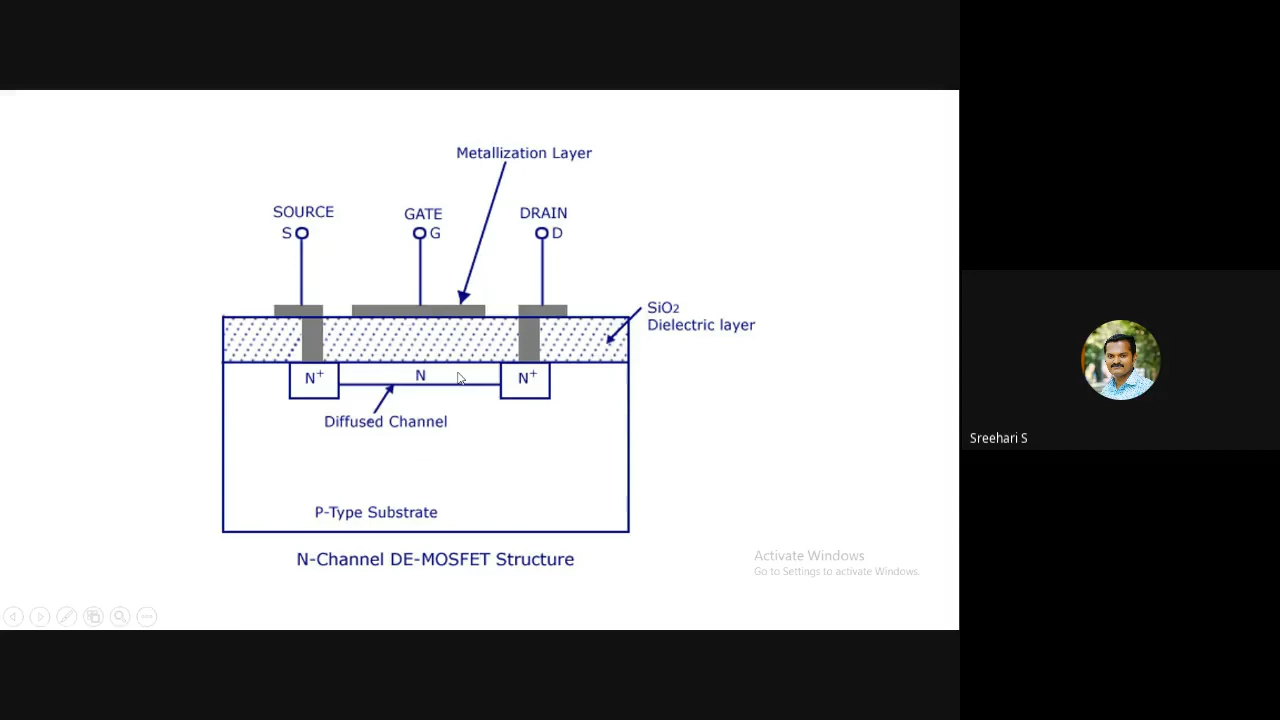 Metallization Layer
SOURCE
GATE
DRAIN
S
G
D
SiO2
Dielectric layer
N+
N
N+
Diffused Channel
P-Type Substrate
N-Channel DE-MOSFET Structure
Activate Windows
Go to Settings to activate Windows.
Sreehari S